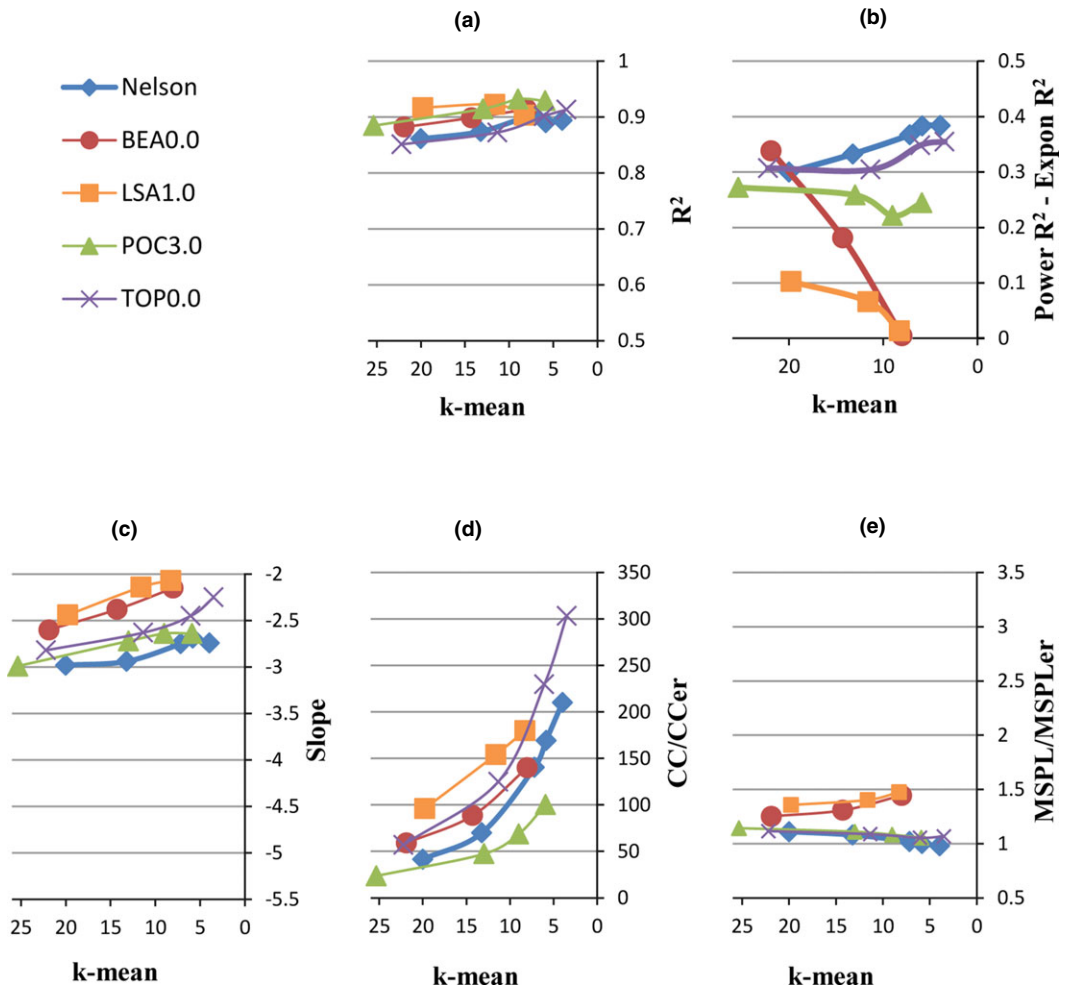 (a)
(b)
Nelson
BEA0.0
LSA1.0
POC3.0
TOP0.0
1
0.9
0.8
0.7
0.6
0.5
R²
25 20 15 10 5 0
k-mean
0.5
0.4
0.3
0.2
0.1
0
Power R² - Expon R²
20 10 0
k-mean
(c)
(d)
(e)
-2
-2.5
-3
-3.5
-4
-4.5
-5
-5.5
Slope
25 20 15 10 5 0
k-mean
350
300
250
200
150
100
50
0
CC/CCer
25 20 15 10 5 0
k-mean
3.5
3
2.5
2
1.5
1
0.5
MSPL/MSPLer
25 20 15 10 5 0
k-mean